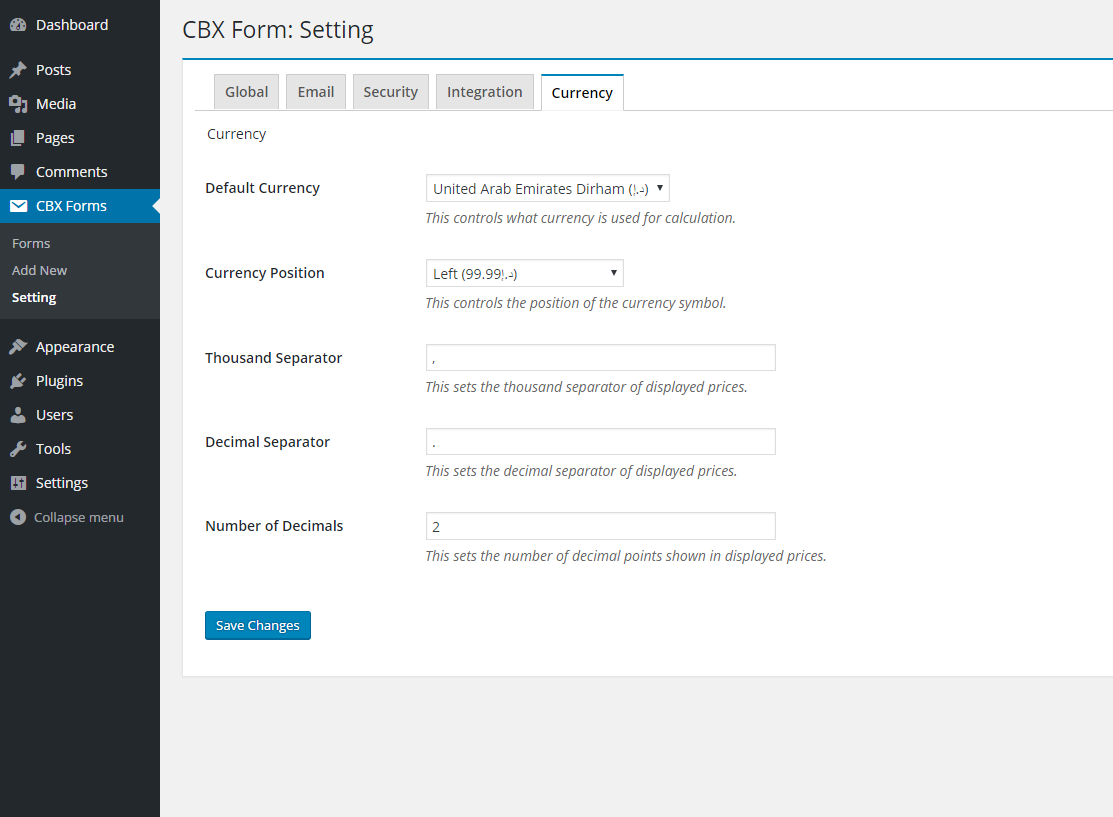 Dashboard
Posts
Media
Pages
Comments
CBX Forms
Forms
Add New
Setting
Appearance
Plugins
Users
Tools
Settings
Collapse menu
CBX Form: Setting
Global Email Security Integration Currency
Currency
Default Currency United Arab Emirates Dirham (د.إ)
This controls what currency is used for calculation.
Currency Position Left (99.99د.إ)
This controls the position of the currency symbol.
Thousand Separator ,
This sets the thousand separator of displayed prices.
Decimal Separator .
This sets the decimal separator of displayed prices.
Number of Decimals 2
This sets the number of decimal points shown in displayed prices.
Save Changes